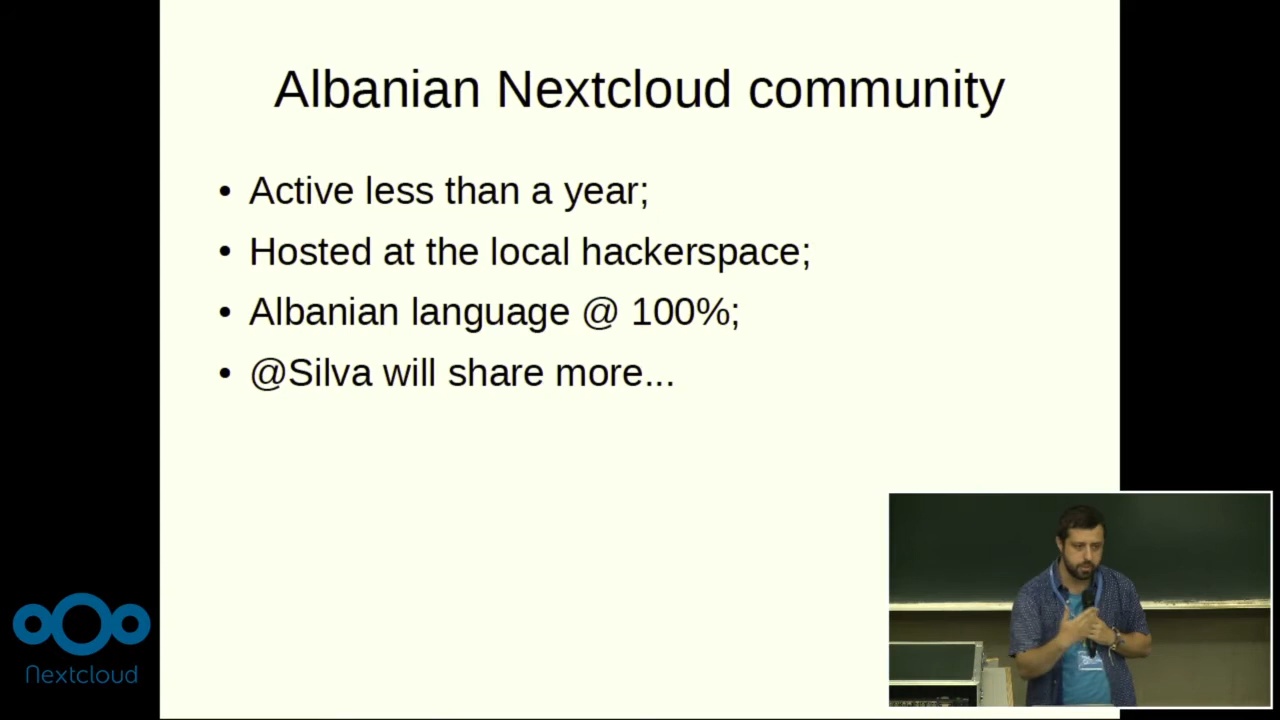 Albanian Nextcloud community
• Active less than a year;
• Hosted at the local hackerspace;
• Albanian language @ 100%;
• @Silva will share more...
Nextcloud